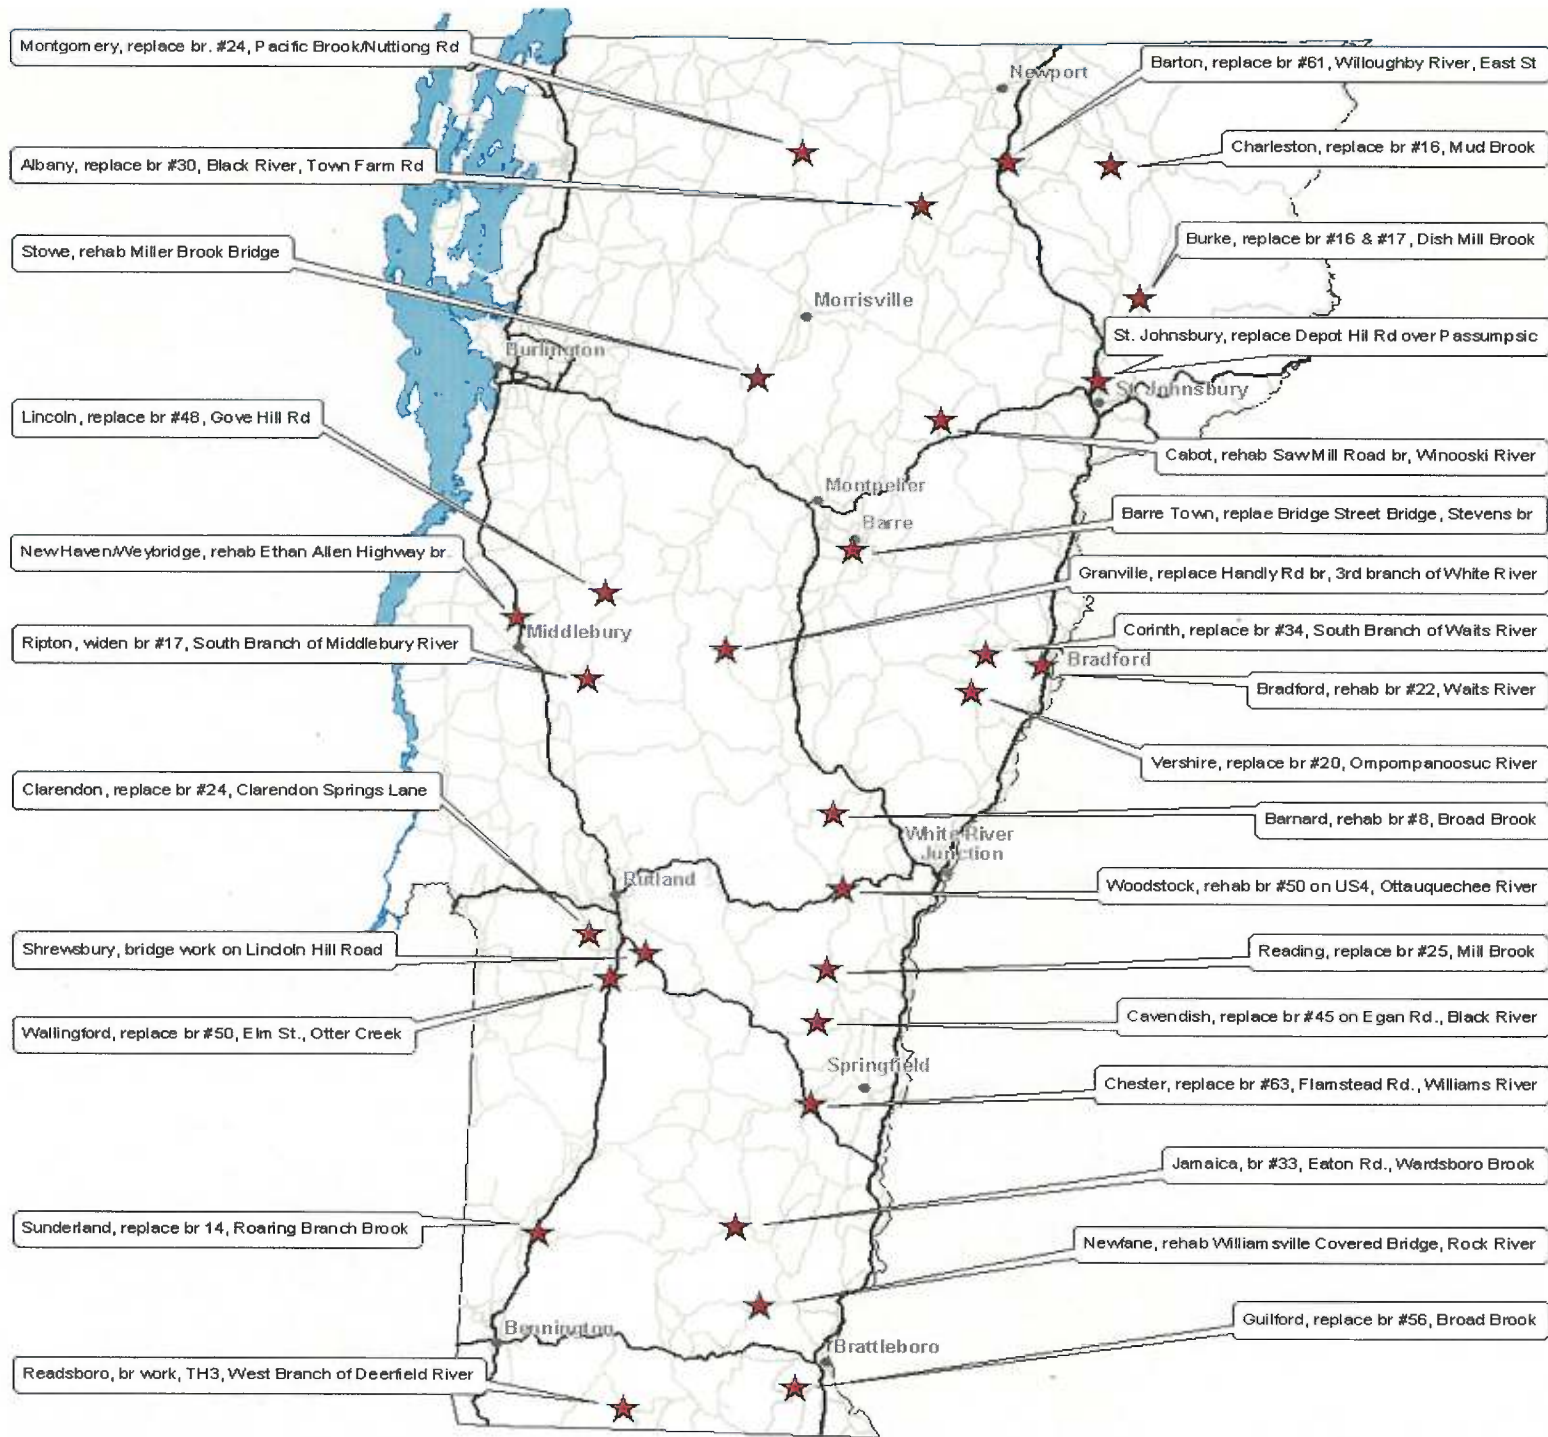 Montgomery, replace br. #24, Pacific Brook/Nuttiong Rd
Newport
Barton, replace br #61, Willoughby River, East St
Albany, replace br #30, Black River, Town Farm Rd
Charleston, replace br #16, Mud Brook
Stowe, rehab Miller Brook Bridge
Burke, replace br #16 & #17, Dish Mill Brook
Morrisville
St. Johnsbury, replace Depot Hil Rd over Passumpsic
Burlington
St. Johnsbury
Lincoln, replace br #48, Gove Hill Rd
Cabot, rehab Saw Mill Road br, Winooski River
Montpelier
Barre
Barre Town, replae Bridge Street Bridge, Stevens br
New Haven/Weybridge, rehab Ethan Allen Highway br.
Granville, replace Handly Rd br, 3rd branch of White River
Middlebury
Ripton, widen br #17, South Branch of Middlebury River
Corinth, replace br #34, South Branch of Waits River
Bradford
Bradford, rehab br #22, Waits River
Vershire, replace br #20, Ompompanoosuc River
Clarendon, replace br #24, Clarendon Springs Lane
Barnard, rehab br #8, Broad Brook
White River
Junction
Rutland
Woodstock, rehab br #50 on US4, Ottauquechee River
Shrewsbury, bridge work on Lindoln Hill Road
Reading, replace br #25, Mill Brook
Wallingford, replace br #50, Elm St., Otter Creek
Cavendish, replace br #45 on Egan Rd., Black River
Springfield
Chester, replace br #63, Flamstead Rd., Williams River
Jamaica, br #33, Eaton Rd., Wardsboro Brook
Sunderland, replace br 14, Roaring Branch Brook
Newfane, rehab Williamsville Covered Bridge, Rock River
Bennington
Guilford, replace br #56, Broad Brook
Brattleboro
Readsboro, br work, TH3, West Branch of Deerfield River